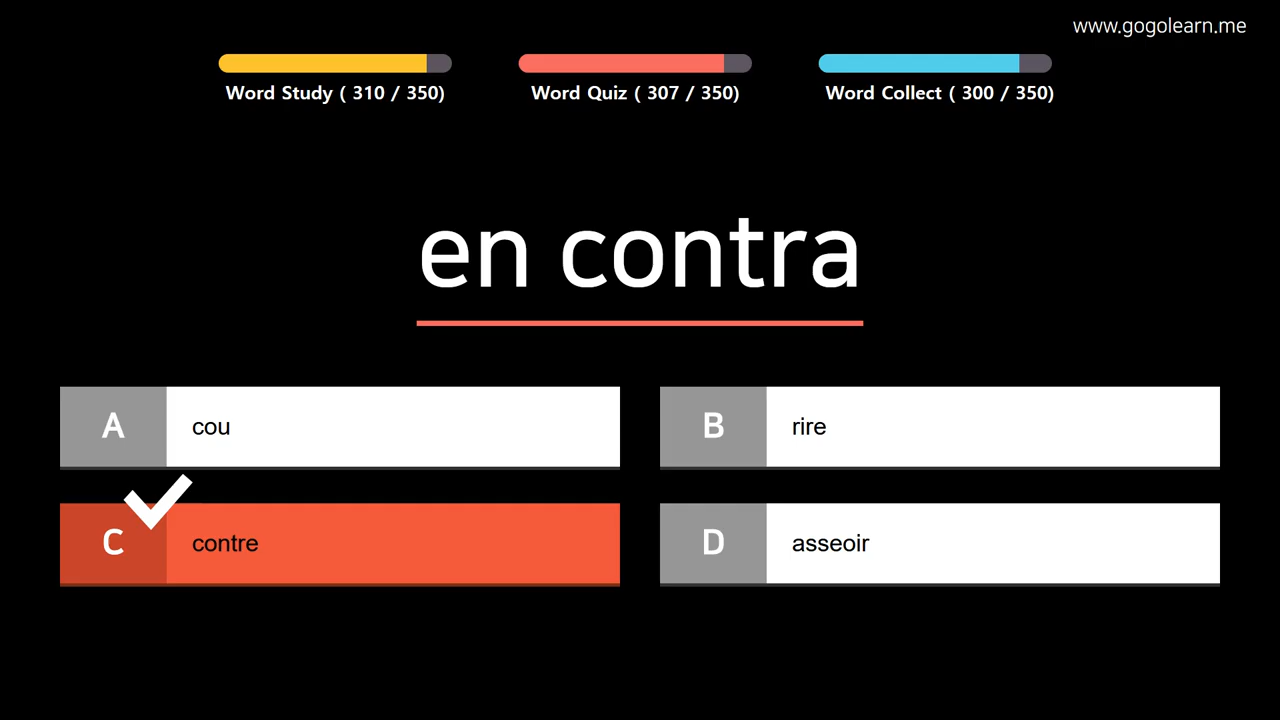 www.gogolearn.me
Word Study ( 310 / 350)
Word Quiz ( 307 / 350)
Word Collect ( 300 / 350)
en contra
A cou
B rire
C contre
D asseoir